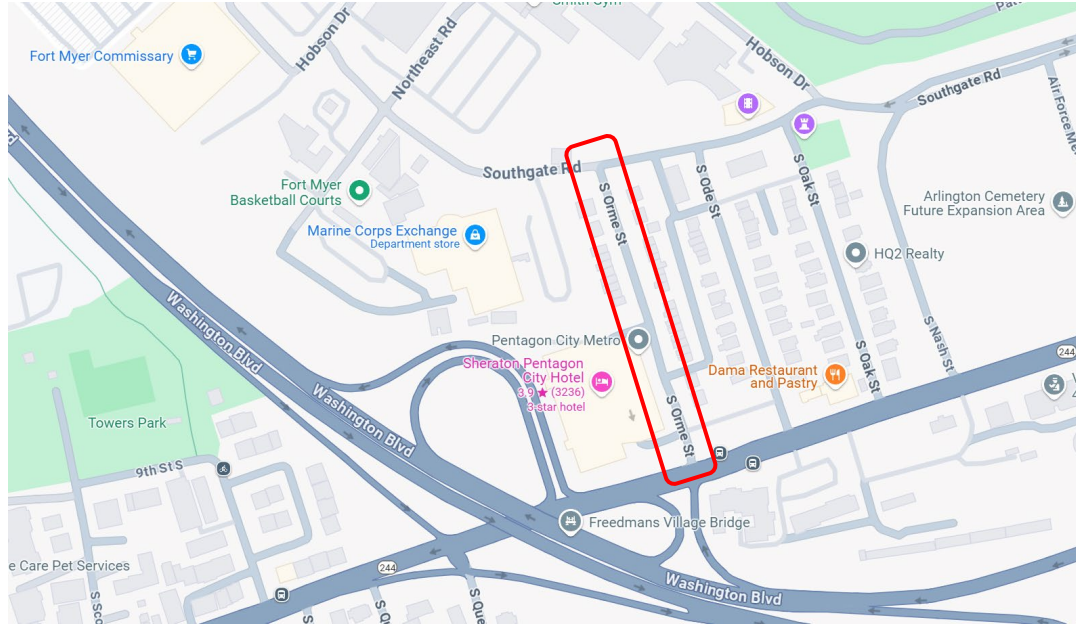 Smith Gym
Hobson Dr
Northeast Rd
Fort Myer Commissary
Hobson Dr
Southgate Rd
Air Force Me
Southgate Rd
Fort Myer
Basketball Courts
S Orme St
S Ode St
S Oak St
Arlington Cemetery
Future Expansion Area
Marine Corps Exchange
Department store
HQ2 Realty
Washington Blvd
S Nash St
Pentagon City Metro
Sheraton Pentagon
City Hotel
3.9 ★ (3236)
3-star hotel
244
Dama Restaurant
and Pastry
S Oak St
Washington Blvd
Towers Park
S Orme St
9th St S
Freedmans Village Bridge
e Care Pet Services
244
Washington Blvd
S Sco
S Que
S Que